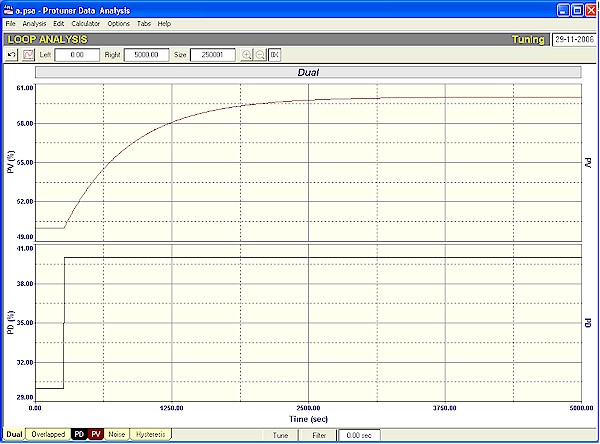 a.psa - Protuner Data Analysis
File Analysis Edit Calculator Options Tabs Help
LOOP ANALYSIS Tuning 29-11-2006
Left 0.00 Right 5000.00 Size 250001
Dual
61.00
58.00
55.00
52.00
49.00
PV (%)
PV
41.00
38.00
35.00
32.00
29.00
PD (%)
PD
0.00 1250.00 2500.00 3750.00 5000.00
Time (sec)
Dual Overlapped PD PV Noise Hysteresis Tune Filter 0.00 sec